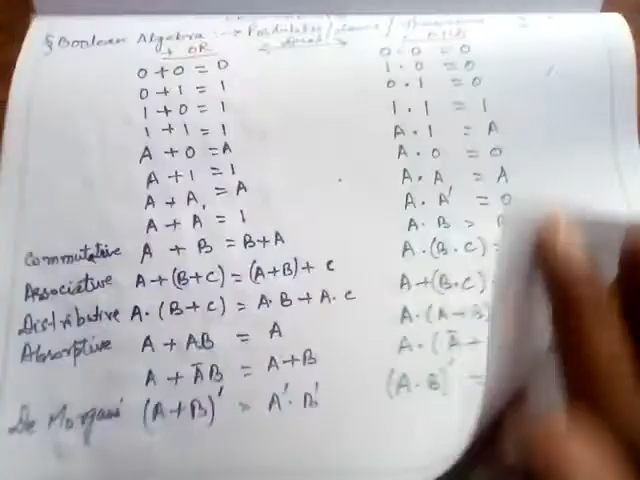 § Boolean Algebra :→ Postulates / Laws /
+ OR
0 + 0 = 0    0 . 0 = 0
0 + 1 = 1    1 . 0 = 0
1 + 0 = 1    0 . 1 = 0
1 + 1 = 1    1 . 1 = 1
A + 0 = A    A . 1 = A
A + 1 = 1    A . 0 = 0
A + A = A    A . A = A
A + A' = 1    A . A' = 0
Commutative A + B = B+A    A . B =
Associative A+(B+C) = (A+B)+ C    A . (B . C) =
Distributive A . (B+C) = A . B + A . C    A+(B . C)
Absorptive A + AB = A    A . (A
A + ĀB = A+B    A . (Ā +
De Morgan' (A+B)' = A' . B'    (A . B)' =